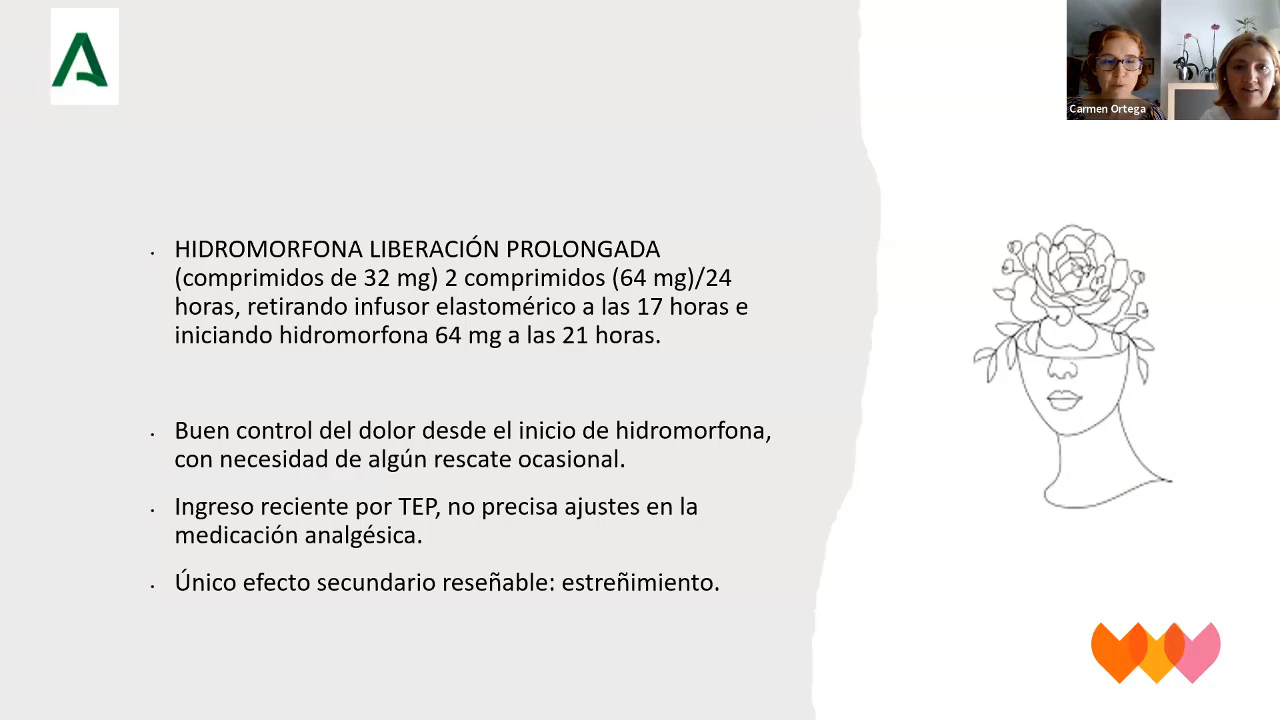 Carmen Ortega
HIDROMORFONA LIBERACIÓN PROLONGADA
(comprimidos de 32 mg) 2 comprimidos (64 mg)/24
horas, retirando infusor elastomérico a las 17 horas e
iniciando hidromorfona 64 mg a las 21 horas.
Buen control del dolor desde el inicio de hidromorfona,
con necesidad de algún rescate ocasional.
Ingreso reciente por TEP, no precisa ajustes en la
medicación analgésica.
Único efecto secundario reseñable: estreñimiento.